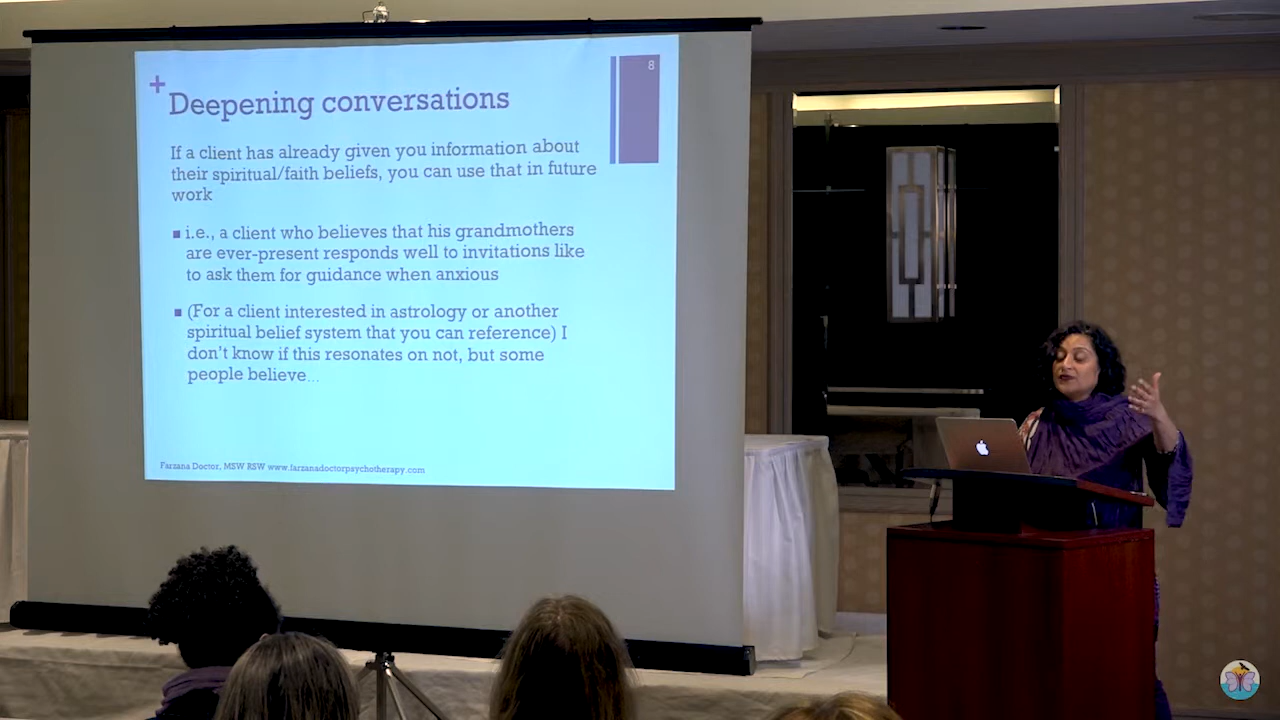 8
+
Deepening conversations
If a client has already given you information about
their spiritual/faith beliefs, you can use that in future
work
■ i.e., a client who believes that his grandmothers
are ever-present responds well to invitations like
to ask them for guidance when anxious
■ (For a client interested in astrology or another
spiritual belief system that you can reference) I
don't know if this resonates on not, but some
people believe...
Farzana Doctor, MSW RSW www.farzanadoctorpsychotherapy.com